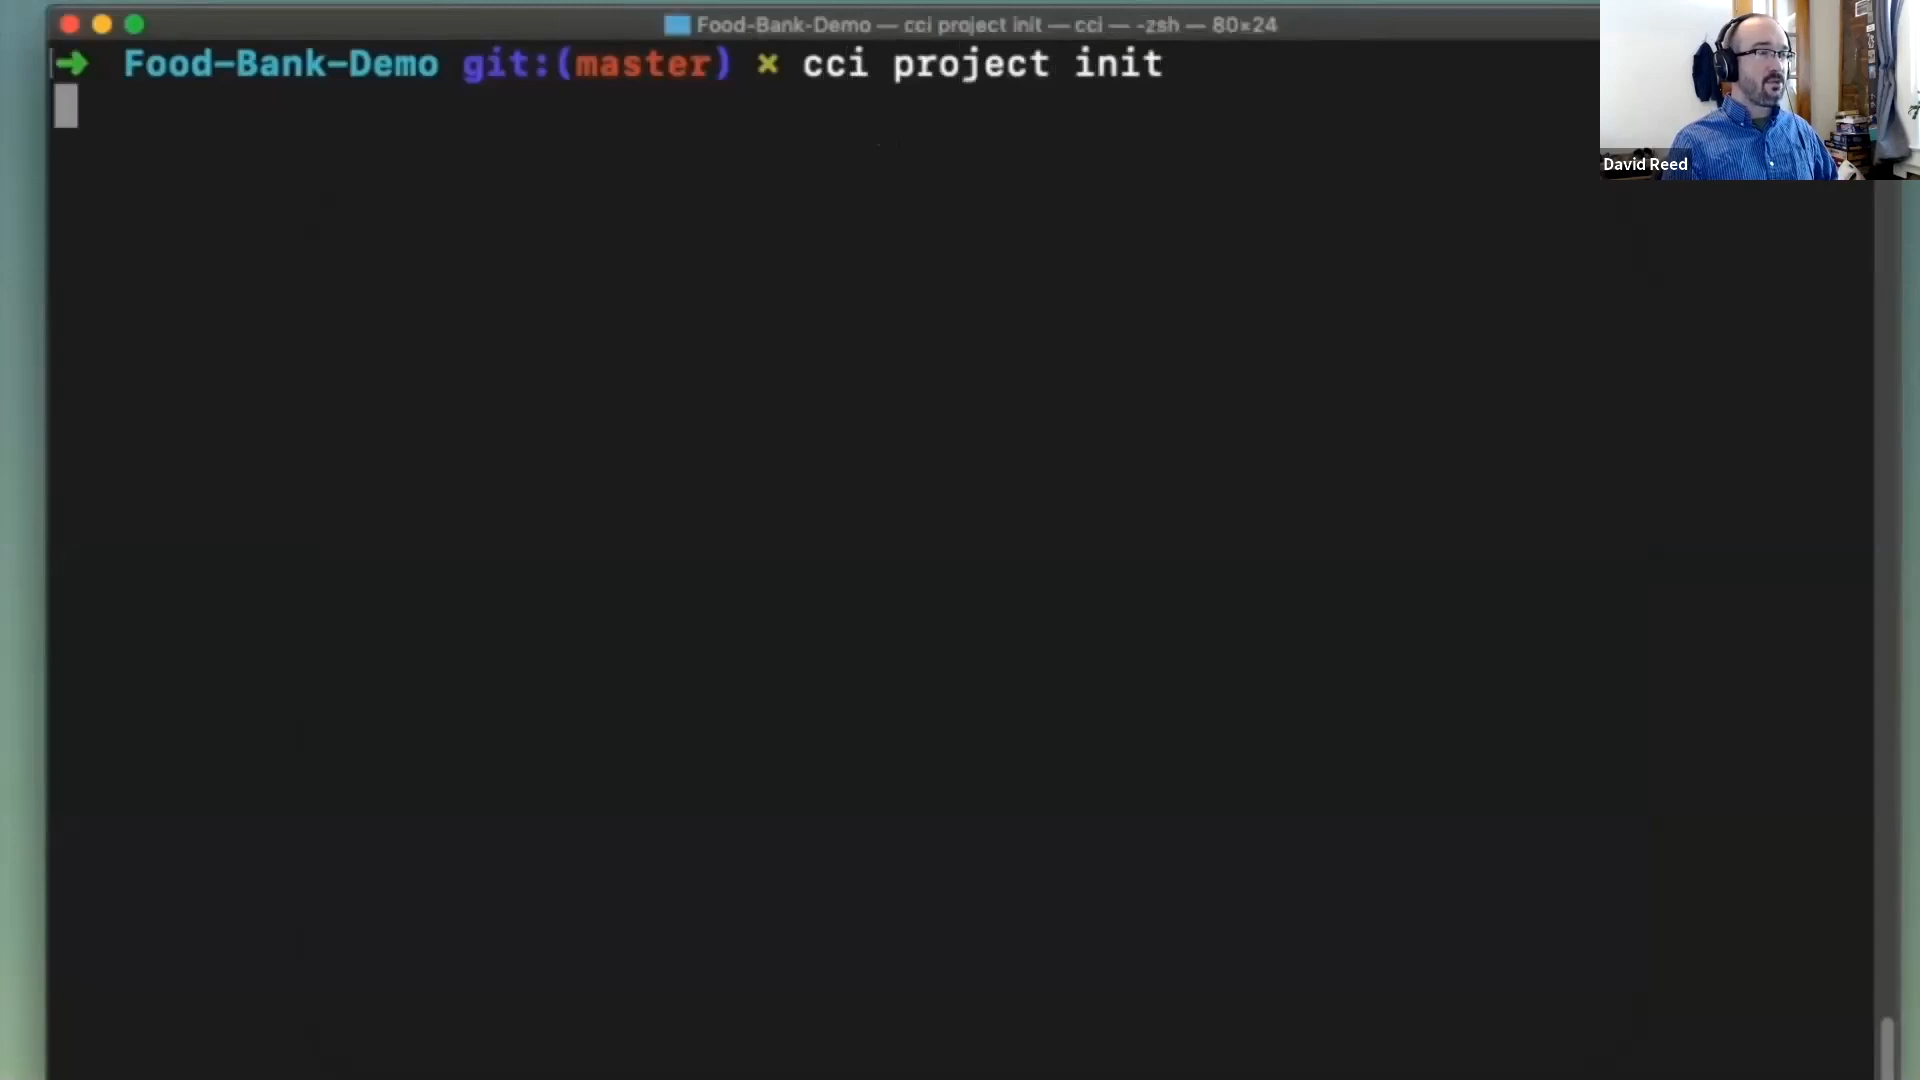 Food-Bank-Demo — cci project init — cci — -zsh — 80×24
➜ Food-Bank-Demo git:(master) ✗ cci project init
David Reed